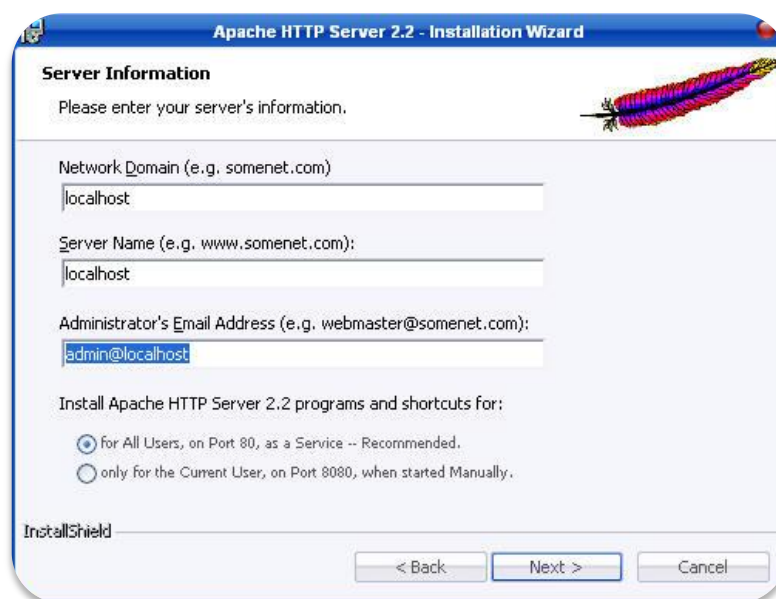 Apache HTTP Server 2.2 - Installation Wizard
Server Information
Please enter your server's information.
Network Domain (e.g. somenet.com)
localhost
Server Name (e.g. www.somenet.com):
localhost
Administrator's Email Address (e.g. webmaster@somenet.com):
admin@localhost
Install Apache HTTP Server 2.2 programs and shortcuts for:
for All Users, on Port 80, as a Service -- Recommended.
only for the Current User, on Port 8080, when started Manually.
InstallShield
< Back Next > Cancel